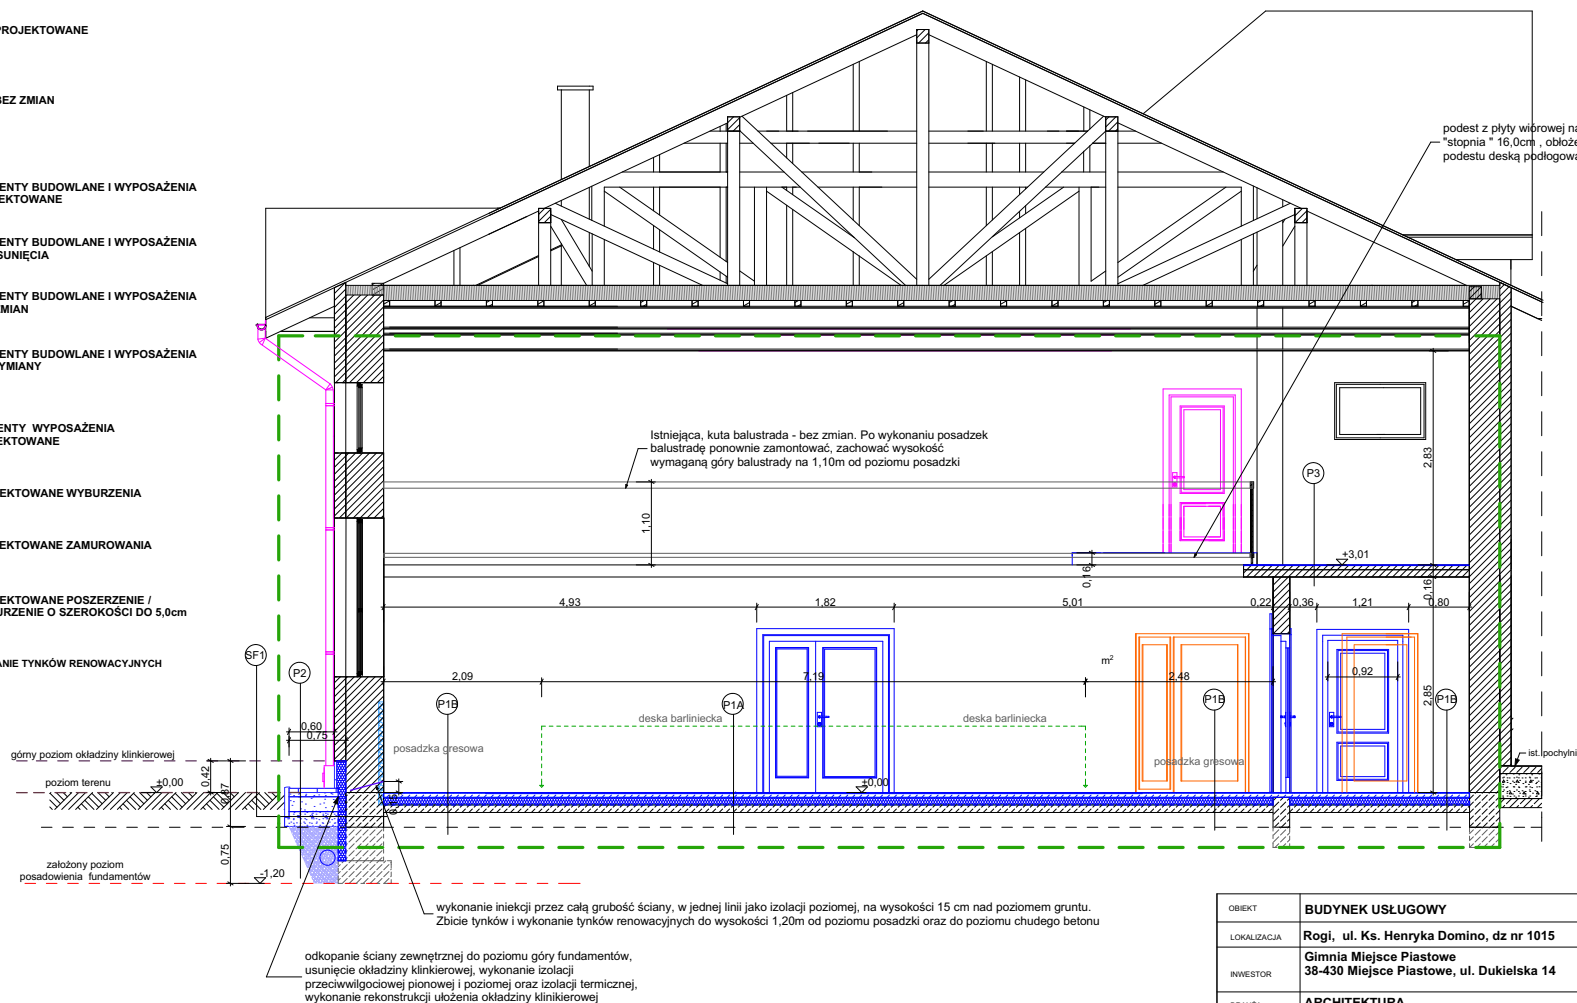 PROJEKTOWANE
BEZ ZMIAN
ENTY BUDOWLANE I WYPOSAŻENIA
EKTOWANE
ENTY BUDOWLANE I WYPOSAŻENIA
SUNIĘCIA
ENTY BUDOWLANE I WYPOSAŻENIA
MIAN
ENTY BUDOWLANE I WYPOSAŻENIA
YMIANY
ENTY WYPOSAŻENIA
EKTOWANE
EKTOWANE WYBURZENIA
EKTOWANE ZAMUROWANIA
EKTOWANE POSZERZENIE /
URZENIE O SZEROKOŚCI DO 5,0cm
ANIE TYNKÓW RENOWACYJNYCH
podest z płyty wiórowej na
"stopnia " 16,0cm , obłoże
podestu deską podłogowa
Istniejąca, kuta balustrada - bez zmian. Po wykonaniu posadzek
balustradę ponownie zamontować, zachować wysokość
wymaganą góry balustrady na 1,10m od poziomu posadzki
2,83
P3
1,10
+3,01
0,16
0,16
4,93
1,82
5,01
0,22
0,36
1,21
0,80
SF1
P2
m²
2,09
7,19
2,48
0,92
2,85
P1B
P1A
P1B
P1B
deska barliniecka
deska barliniecka
0,60
0,75
posadzka gresowa
posadzka gresowa
górny poziom okładziny klinkierowej
ist. pochylni
poziom terenu
±0,00
0,42
0,87
0,15
±0,00
0,75
założony poziom
posadowienia fundamentów
-1,20
wykonanie iniekcji przez całą grubość ściany, w jednej linii jako izolacji poziomej, na wysokości 15 cm nad poziomem gruntu.
Zbicie tynków i wykonanie tynków renowacyjnych do wysokości 1,20m od poziomu posadzki oraz do poziomu chudego betonu
odkopanie ściany zewnętrznej do poziomu góry fundamentów,
usunięcie okładziny klinkierowej, wykonanie izolacji
przeciwwilgociowej pionowej i poziomej oraz izolacji termicznej,
wykonanie rekonstrukcji ułożenia okładziny klinikierowej
OBIEKT BUDYNEK USŁUGOWY
LOKALIZACJA Rogi, ul. Ks. Henryka Domino, dz nr 1015
INWESTOR Gimnia Miejsce Piastowe
38-430 Miejsce Piastowe, ul. Dukielska 14
ARCHITEKTURA